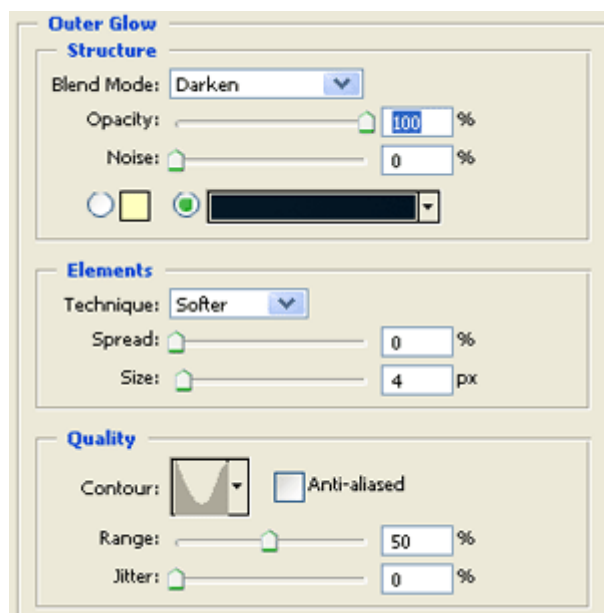 Outer Glow
Structure
Blend Mode: Darken
Opacity: 100 %
Noise: 0 %
Elements
Technique: Softer
Spread: 0 %
Size: 4 px
Quality
Contour: Anti-aliased
Range: 50 %
Jitter: 0 %